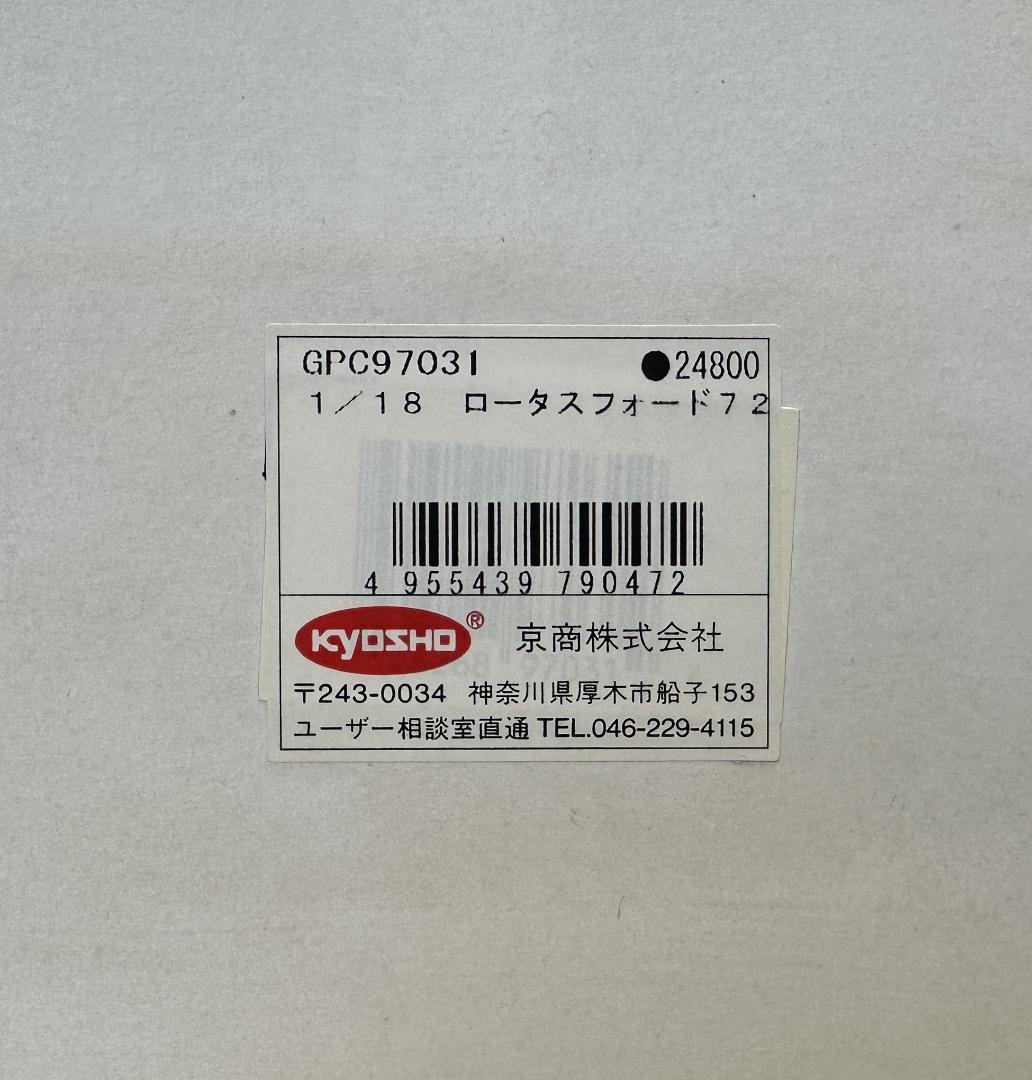 GPC97031 ●24800
1/18 ロータスフォード72
4 955439 790472
KYOSHO® 京商株式会社
〒243-0034 神奈川県厚木市船子153
ユーザー相談室直通 TEL.046-229-4115